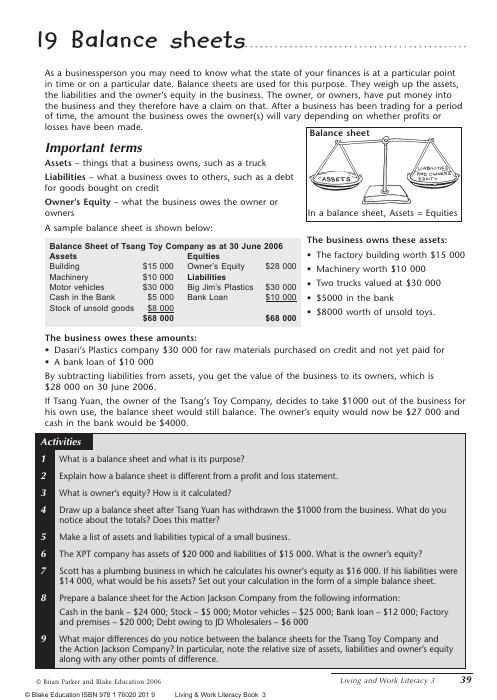 19 Balance sheets
As a businessperson you may need to know what the state of your finances is at a particular point
in time or on a particular date. Balance sheets are used for this purpose. They weigh up the assets,
the liabilities and the owner's equity in the business. The owner, or owners, have put money into
the business and they therefore have a claim on that. After a business has been trading for a period
of time, the amount the business owes the owner(s) will vary depending on whether profits or
losses have been made.
Important terms
Assets – things that a business owns, such as a truck
Liabilities – what a business owes to others, such as a debt
for goods bought on credit
Owner's Equity – what the business owes the owner or
owners
A sample balance sheet is shown below:
Balance sheet
ASSETS
LIABILITIES
AND OWNER'S
EQUITY
In a balance sheet, Assets = Equities
Balance Sheet of Tsang Toy Company as at 30 June 2006
Assets Equities
Building $15 000 Owner's Equity $28 000
Machinery $10 000 Liabilities
Motor vehicles $30 000 Big Jim's Plastics $30 000
Cash in the Bank $5 000 Bank Loan $10 000
Stock of unsold goods $8 000
$68 000 $68 000
The business owns these assets:
• The factory building worth $15 000
• Machinery worth $10 000
• Two trucks valued at $30 000
• $5000 in the bank
• $8000 worth of unsold toys.
The business owes these amounts:
• Dasari's Plastics company $30 000 for raw materials purchased on credit and not yet paid for
• A bank loan of $10 000
By subtracting liabilities from assets, you get the value of the business to its owners, which is
$28 000 on 30 June 2006.
If Tsang Yuan, the owner of the Tsang's Toy Company, decides to take $1000 out of the business for
his own use, the balance sheet would still balance. The owner's equity would now be $27 000 and
cash in bank would be $4000.
Activities
1 What is a balance sheet and what is its purpose?
2 Explain how a balance sheet is different from a profit and loss statement.
3 What is owner's equity? How is it calculated?
4 Draw up a balance sheet after Tsang Yuan has withdrawn the $1000 from the business. What do you
notice about the totals? Does this matter?
5 Make a list of assets and liabilities typical of a small business.
6 The XPT company has assets of $20 000 and liabilities of $15 000. What is the owner's equity?
7 Scott has a plumbing business in which he calculates his owner's equity as $16 000. If his liabilities were
$14 000, what would be his assets? Set out your calculation in the form of a simple balance sheet.
8 Prepare a balance sheet for the Action Jackson Company from the following information:
Cash in the bank – $24 000; Stock – $5 000; Motor vehicles – $25 000; Bank loan – $12 000; Factory
and premises – $20 000; Debt owing to JD Wholesalers – $6 000
9 What major differences do you notice between the balance sheets for the Tsang Toy Company and
the Action Jackson Company? In particular, note the relative size of assets, liabilities and owner's equity
along with any other points of difference.
© Brian Parker and Blake Education 2006 Living and Work Literacy 3 39
© Blake Education ISBN 978 1 76020 201 9 Living & Work Literacy Book 3